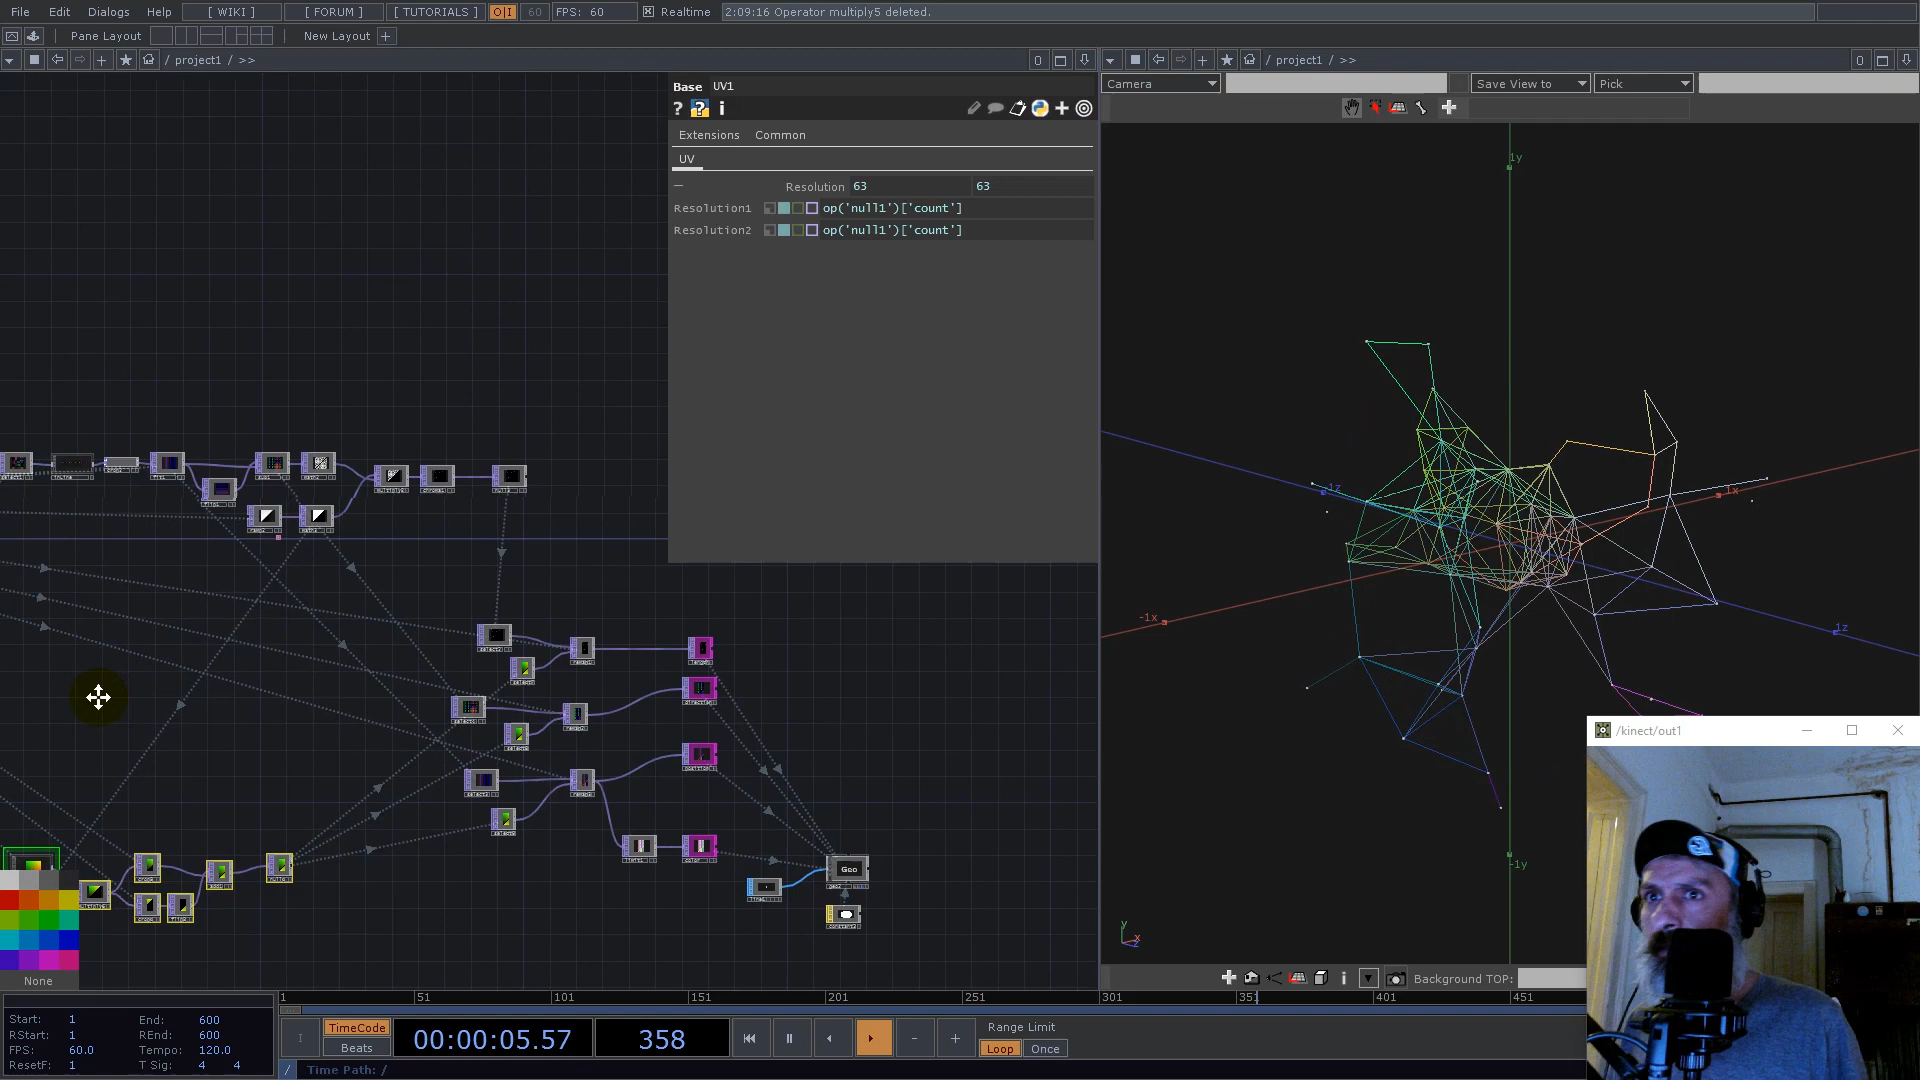 File Edit Dialogs Help [ WIKI ] [ FORUM ] [ TUTORIALS ] O|I 60 FPS: 60 Realtime 2:09:16 Operator multiply5 deleted.
Pane Layout New Layout +
/ project1 / >> 0 / project1 / >> 0
Camera Save View to Pick
Base UV1
? ? i
Extensions Common
UV
Resolution 63 63
Resolution1 op('null1')['count']
Resolution2 op('null1')['count']
1y
1z
1x
-1x
1z
-1y
/kinect/out1
Geo
y
x
z
None
i Background TOP:
1 51 101 151 201 251 301 351 401 451
Start: 1 End: 600
RStart: 1 REnd: 600
FPS: 60.0 Tempo: 120.0
ResetF: 1 T Sig: 4 4
TimeCode
Beats
00:00:05.57
358
Range Limit
Loop Once
/ Time Path: /